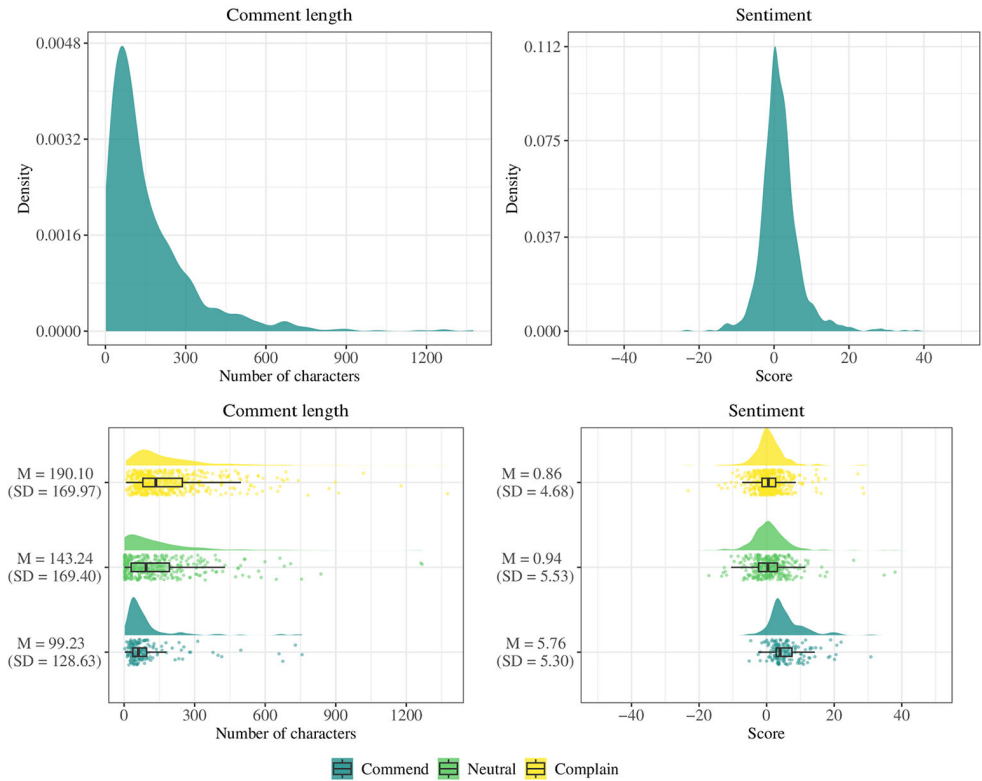 Comment length
0.0048
0.0032
0.0016
0.0000
Density
0 300 600 900 1200
Number of characters
Sentiment
0.112
0.075
0.037
0.000
Density
−40 −20 0 20 40
Score
Comment length
M = 190.10
(SD = 169.97)
M = 143.24
(SD = 169.40)
M = 99.23
(SD = 128.63)
0 300 600 900 1200
Number of characters
Sentiment
M = 0.86
(SD = 4.68)
M = 0.94
(SD = 5.53)
M = 5.76
(SD = 5.30)
−40 −20 0 20 40
Score
Commend Neutral Complain